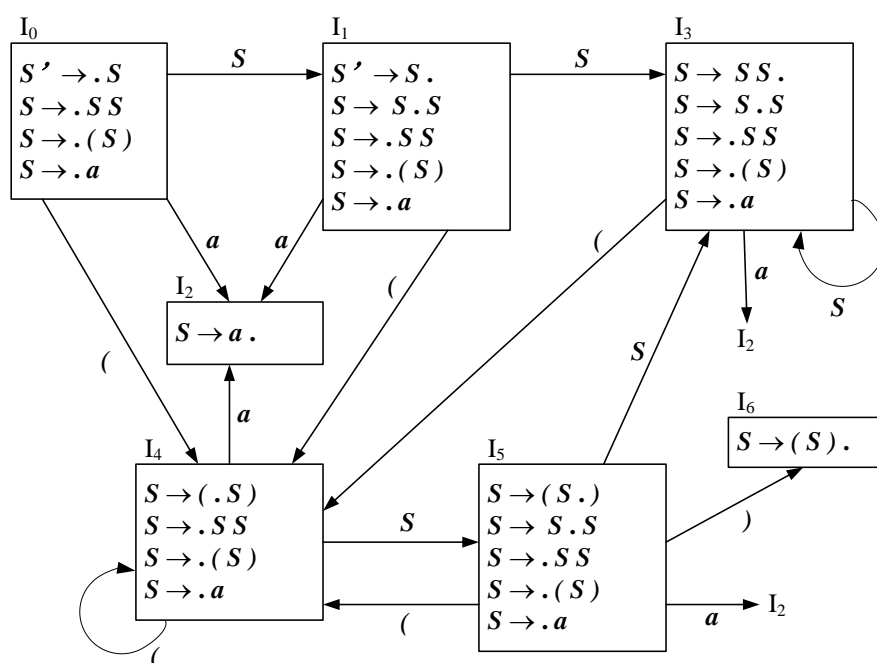 I₀
S' → . S
S → . S S
S → . ( S )
S → . a
S
I₁
S' → S .
S → S . S
S → . S S
S → . ( S )
S → . a
S
I₃
S → S S .
S → S . S
S → . S S
S → . ( S )
S → . a
a
a
(
(
(
a
S
I₂
I₂
S → a .
a
S
I₆
S → ( S ) .
I₄
S → ( . S )
S → . S S
S → . ( S )
S → . a
(
S
(
I₅
S → ( S . )
S → S . S
S → . S S
S → . ( S )
S → . a
)
a
I₂